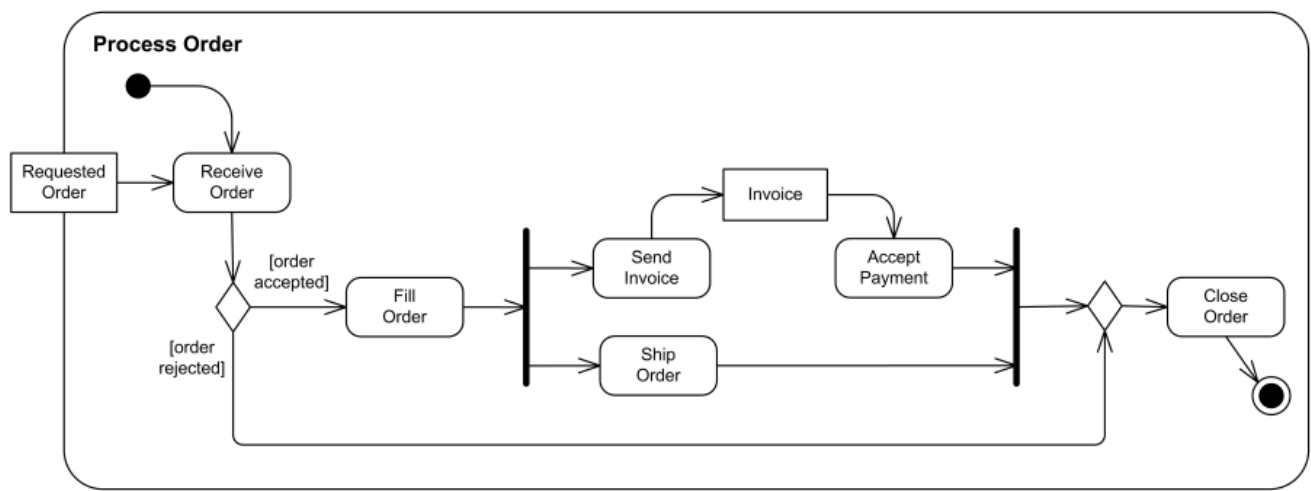 Process Order
Requested
Order
Receive
Order
[order
accepted]
[order
rejected]
Fill
Order
Send
Invoice
Invoice
Accept
Payment
Ship
Order
Close
Order